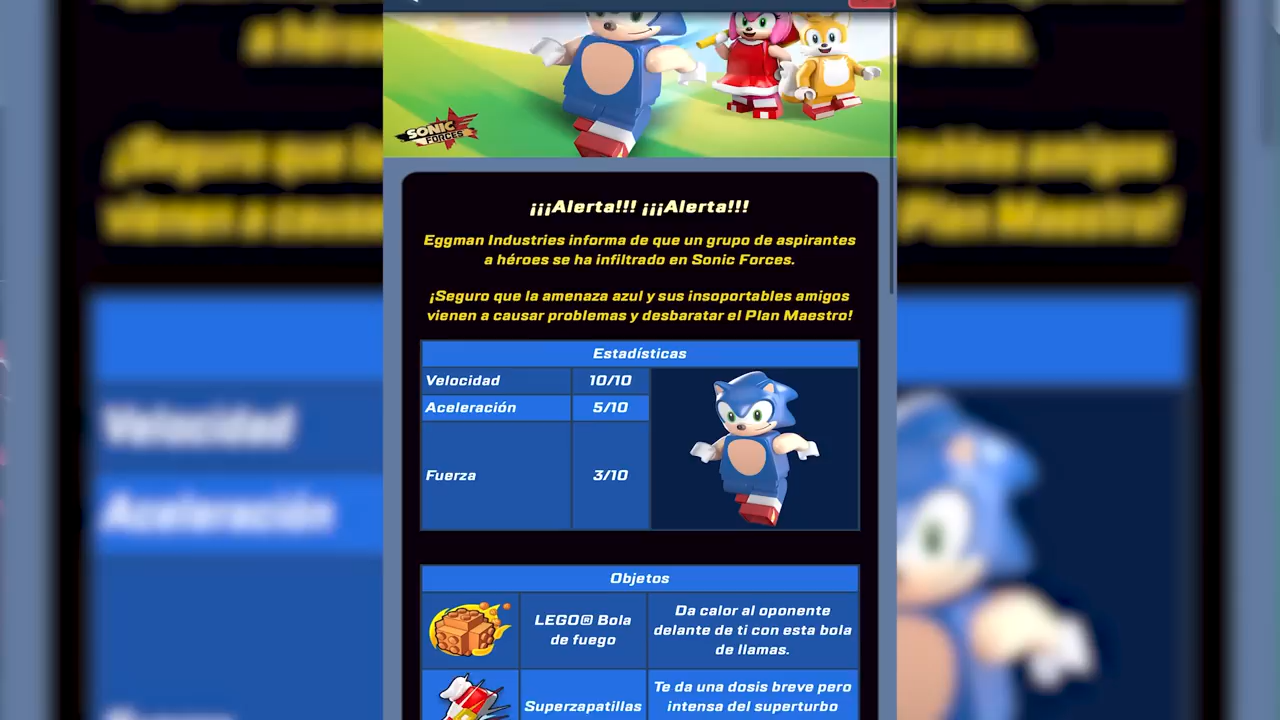 SONIC
FORCES
¡¡¡Alerta!!! ¡¡¡Alerta!!!
Eggman Industries informa de que un grupo de aspirantes
a héroes se ha infiltrado en Sonic Forces.
¡Seguro que la amenaza azul y sus insoportables amigos
vienen a causar problemas y desbaratar el Plan Maestro!
Estadísticas
Velocidad 10/10
Aceleración 5/10
Fuerza 3/10
Objetos
LEGO® Bola
de fuego
Da calor al oponente
delante de ti con esta bola
de llamas.
Superzapatillas
Te da una dosis breve pero
intensa del superturbo